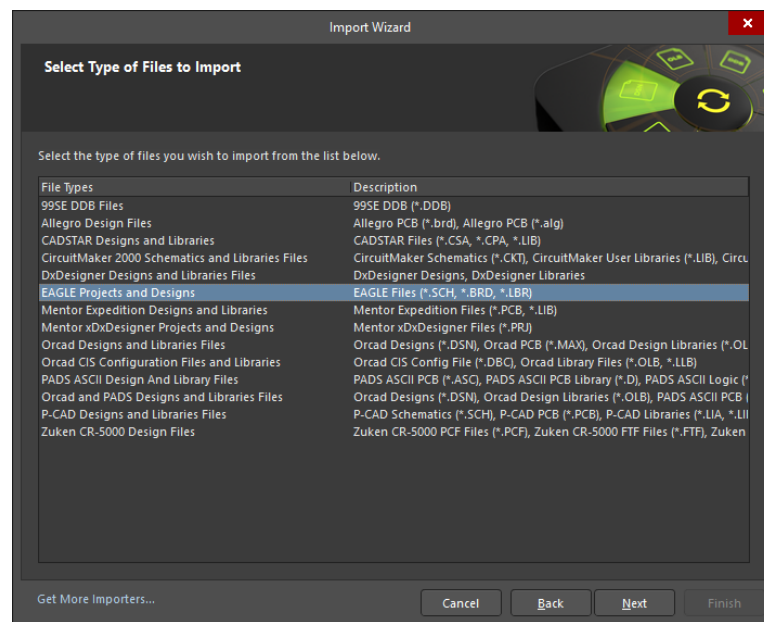 Import Wizard
Select Type of Files to Import
Select the type of files you wish to import from the list below.
File Types Description
99SE DDB Files 99SE DDB (*.DDB)
Allegro Design Files Allegro PCB (*.brd), Allegro PCB (*.alg)
CADSTAR Designs and Libraries CADSTAR Files (*.CSA, *.CPA, *.LIB)
CircuitMaker 2000 Schematics and Libraries Files CircuitMaker Schematics (*.CKT), CircuitMaker User Libraries (*.LIB), Circu
DxDesigner Designs and Libraries Files DxDesigner Designs, DxDesigner Libraries
EAGLE Projects and Designs EAGLE Files (*.SCH, *.BRD, *.LBR)
Mentor Expedition Designs and Libraries Mentor Expedition Files (*.PCB, *.LIB)
Mentor xDxDesigner Projects and Designs Mentor xDxDesigner Files (*.PRJ)
Orcad Designs and Libraries Files Orcad Designs (*.DSN), Orcad PCB (*.MAX), Orcad Design Libraries (*.OL
Orcad CIS Configuration Files and Libraries Orcad CIS Config File (*.DBC), Orcad Library Files (*.OLB, *.LLB)
PADS ASCII Design And Library Files PADS ASCII PCB (*.ASC), PADS ASCII PCB Library (*.D), PADS ASCII Logic (*
Orcad and PADS Designs and Libraries Files Orcad Designs (*.DSN), Orcad Design Libraries (*.OLB), PADS ASCII PCB (
P-CAD Designs and Libraries Files P-CAD Schematics (*.SCH), P-CAD PCB (*.PCB), P-CAD Libraries (*.LIA, *.LI
Zuken CR-5000 Design Files Zuken CR-5000 PCF Files (*.PCF), Zuken CR-5000 FTF Files (*.FTF), Zuken
Get More Importers...
Cancel Back Next Finish